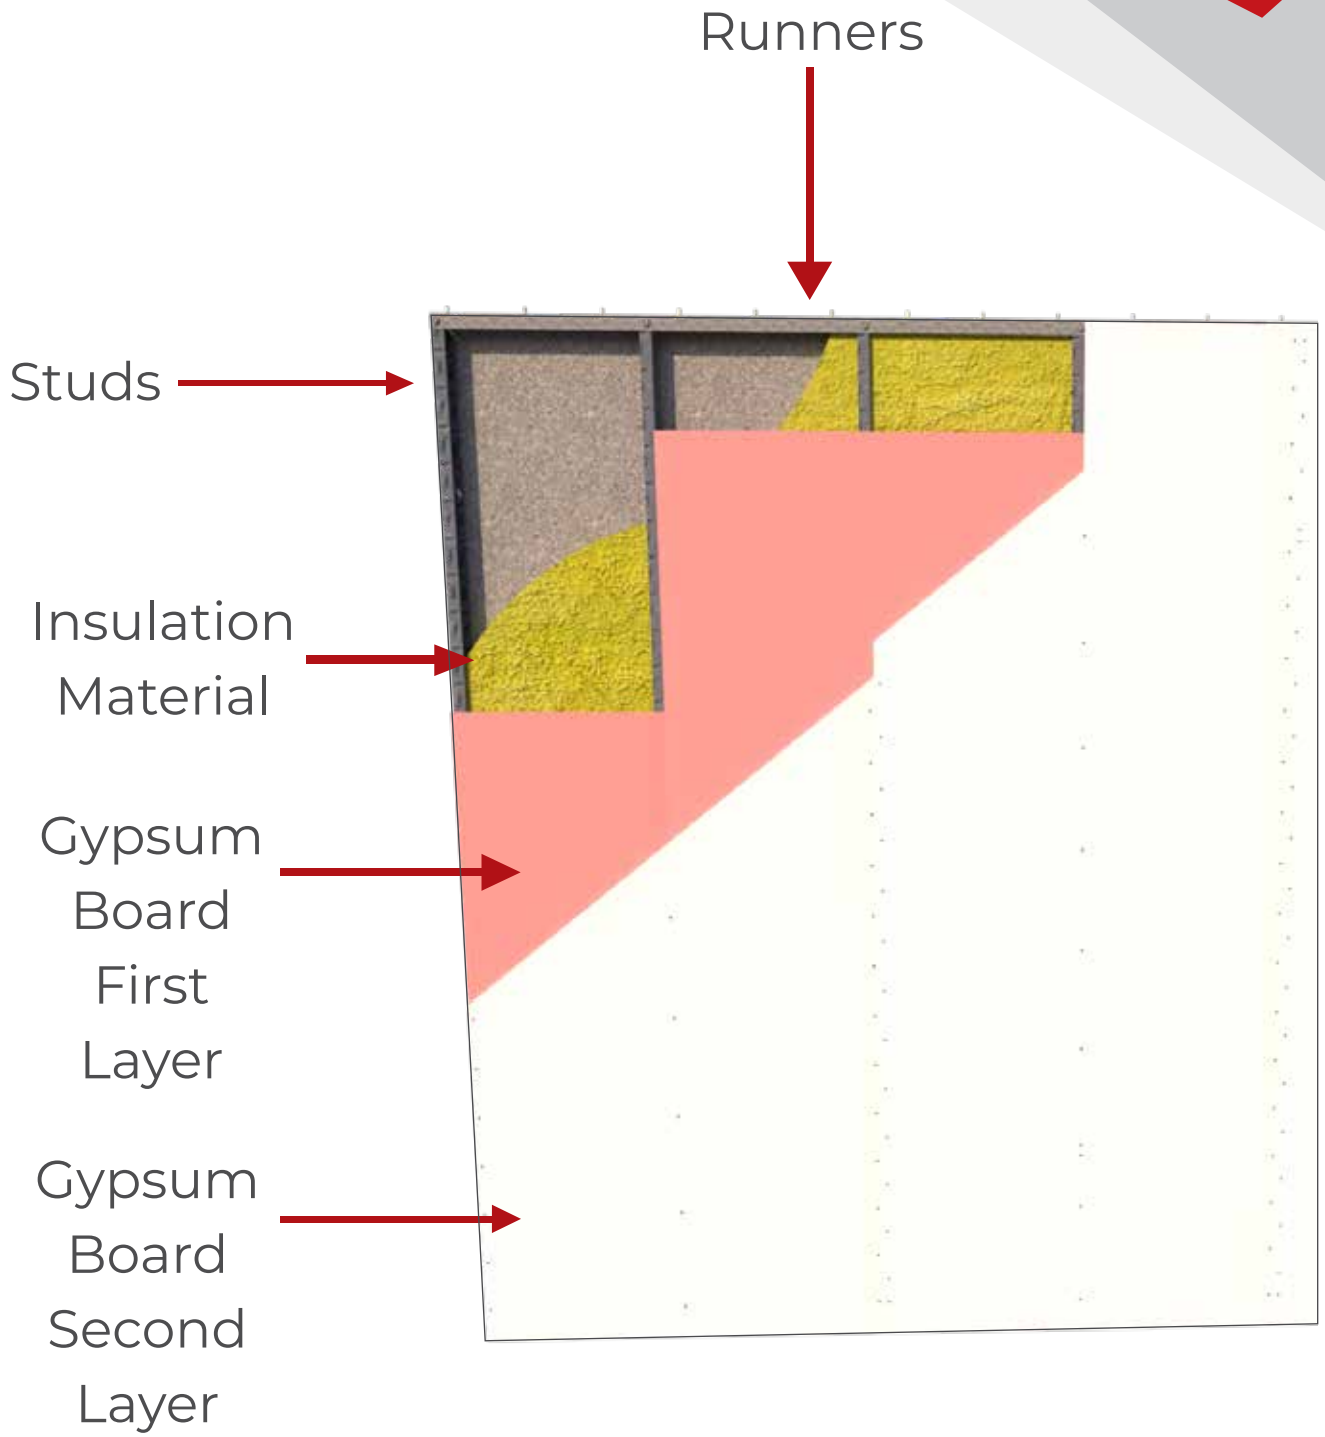 Runners
Studs
Insulation
Material
Gypsum
Board
First
Layer
Gypsum
Board
Second
Layer